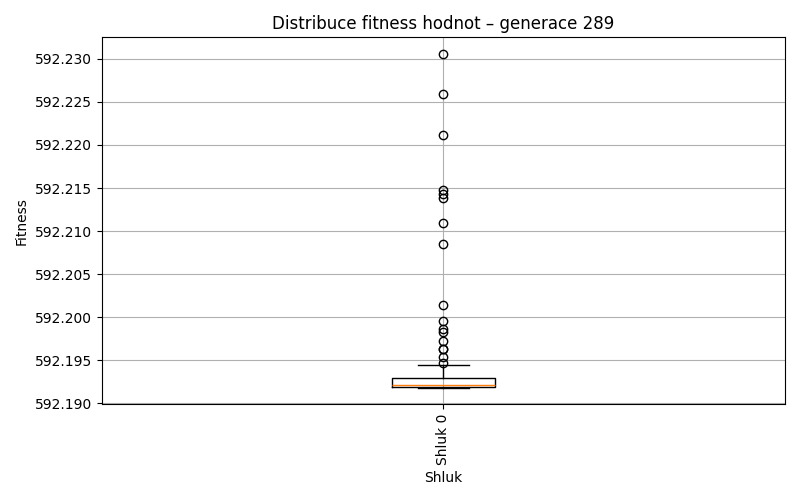 Distribuce fitness hodnot – generace 289
592.230
592.225
592.220
592.215
592.210
592.205
592.200
592.195
592.190
Fitness
Shluk 0
Shluk